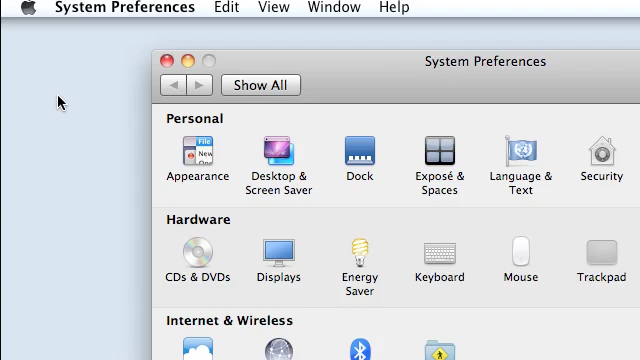 System Preferences Edit View Window Help
System Preferences
Show All
Personal
File
New
Appearance
Desktop & Screen Saver
Dock
Exposé & Spaces
Language & Text
Security
Hardware
CDs & DVDs
Displays
Energy Saver
Keyboard
Mouse
Trackpad
Internet & Wireless